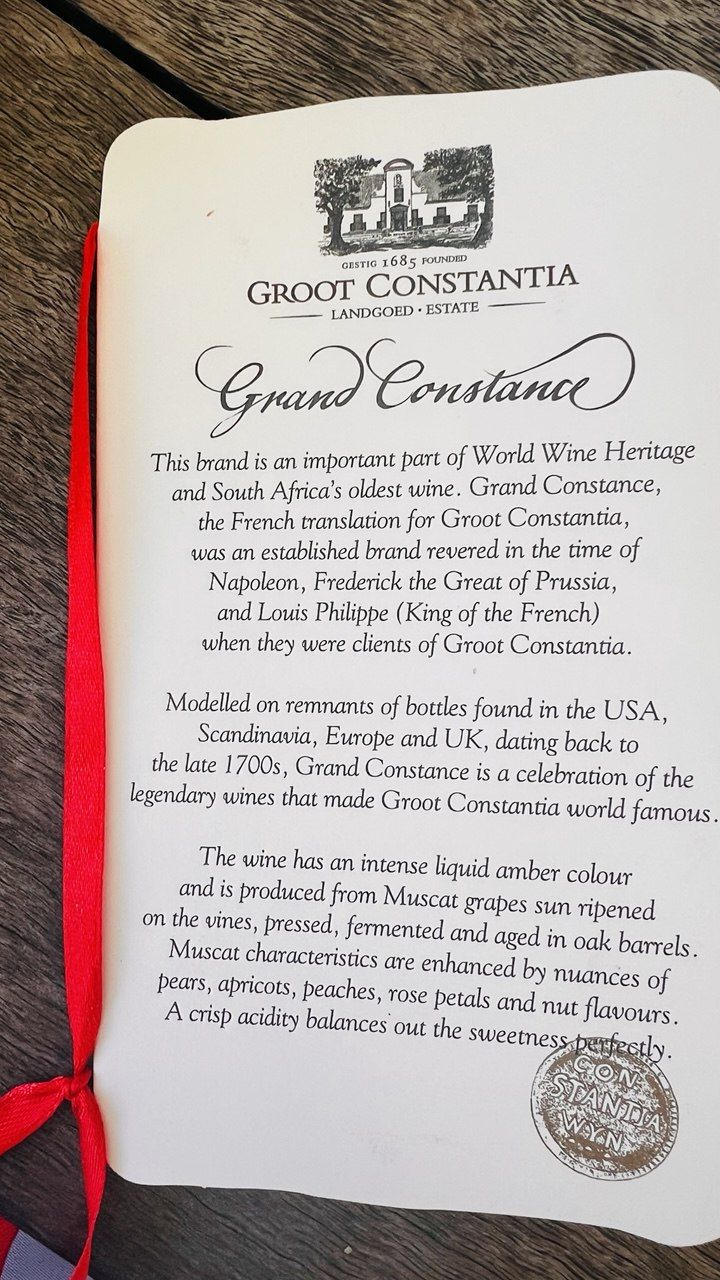 GESTIG 1685 FOUNDED
GROOT CONSTANTIA
LANDGOED · ESTATE
Grand Constance
This brand is an important part of World Wine Heritage
and South Africa's oldest wine. Grand Constance,
the French translation for Groot Constantia,
was an established brand revered in the time of
Napoleon, Frederick the Great of Prussia,
and Louis Philippe (King of the French)
when they were clients of Groot Constantia.
Modelled on remnants of bottles found in the USA,
Scandinavia, Europe and UK, dating back to
the late 1700s, Grand Constance is a celebration of the
legendary wines that made Groot Constantia world famous.
The wine has an intense liquid amber colour
and is produced from Muscat grapes sun ripened
on the vines, pressed, fermented and aged in oak barrels.
Muscat characteristics are enhanced by nuances of
pears, apricots, peaches, rose petals and nut flavours.
A crisp acidity balances out the sweetness perfectly.
CON
STANTIA
WYN